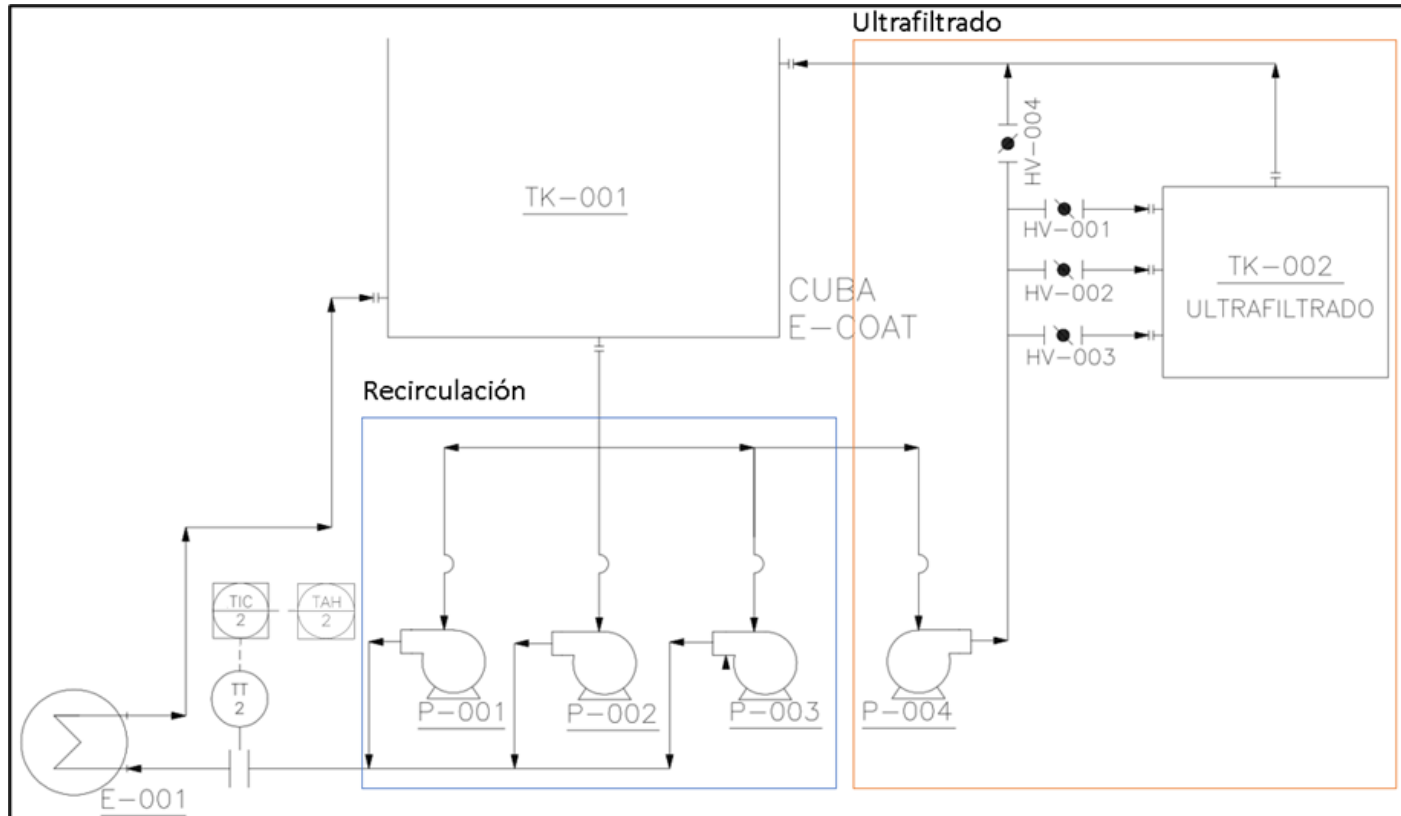 Ultrafiltrado
HV-004
TK-001
HV-001
TK-002
HV-002
ULTRAFILTRADO
CUBA
E-COAT
HV-003
Recirculación
TIC
2
TAH
2
TT
2
P-001
P-002
P-003
P-004
E-001